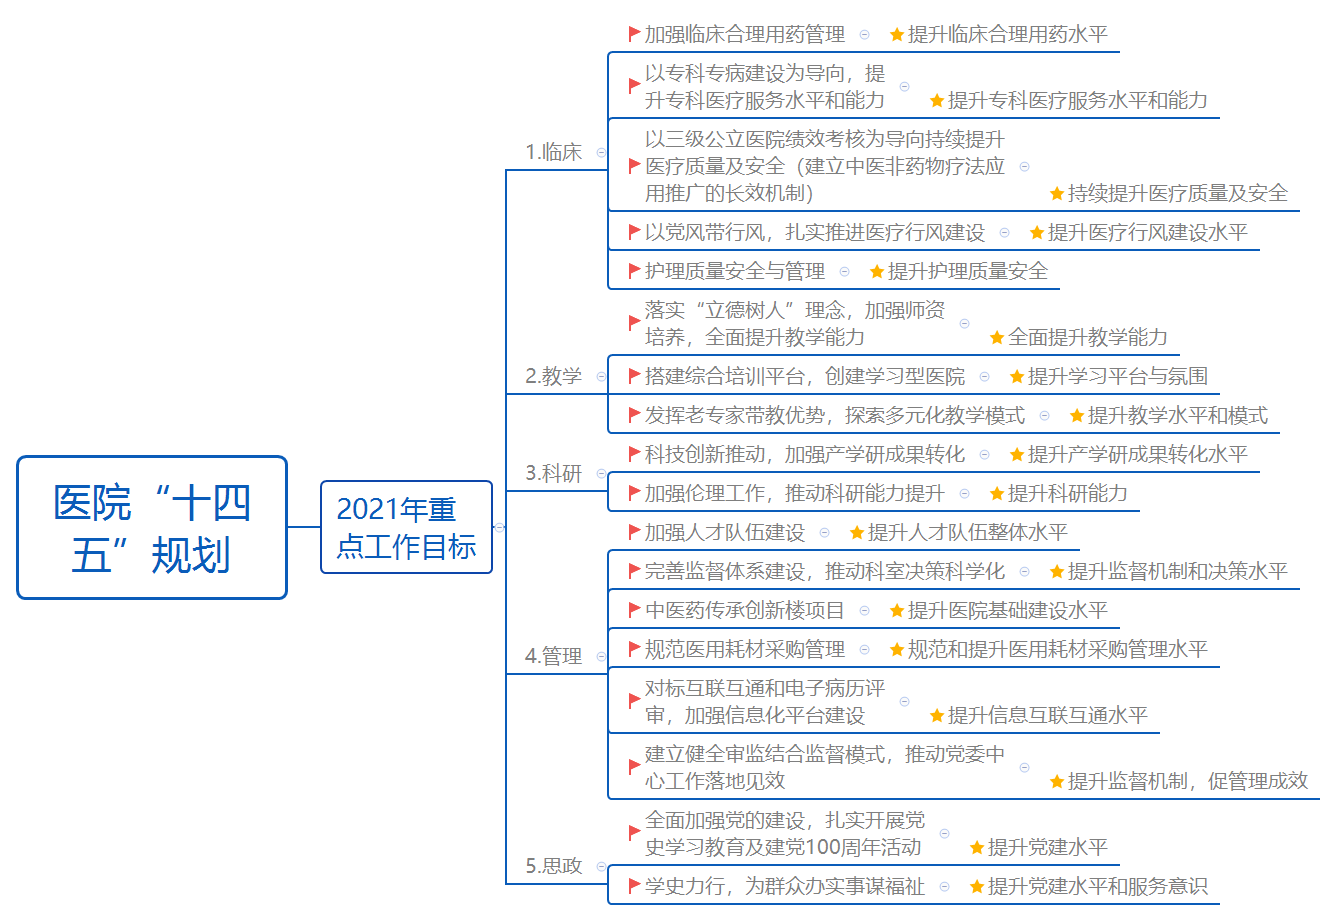 医院“十四
五”规划
2021年重
点工作目标
1.临床
加强临床合理用药管理
提升临床合理用药水平
以专科专病建设为导向，提
升专科医疗服务水平和能力
提升专科医疗服务水平和能力
以三级公立医院绩效考核为导向持续提升
医疗质量及安全（建立中医非药物疗法应
用推广的长效机制）
持续提升医疗质量及安全
以党风带行风，扎实推进医疗行风建设
提升医疗行风建设水平
护理质量安全与管理
提升护理质量安全
2.教学
落实“立德树人”理念，加强师资
培养，全面提升教学能力
全面提升教学能力
搭建综合培训平台，创建学习型医院
提升学习平台与氛围
发挥老专家带教优势，探索多元化教学模式
提升教学水平和模式
3.科研
科技创新推动，加强产学研成果转化
提升产学研成果转化水平
加强伦理工作，推动科研能力提升
提升科研能力
4.管理
加强人才队伍建设
提升人才队伍整体水平
完善监督体系建设，推动科室决策科学化
提升监督机制和决策水平
中医药传承创新楼项目
提升医院基础建设水平
规范医用耗材采购管理
规范和提升医用耗材采购管理水平
对标互联互通和电子病历评
审，加强信息化平台建设
提升信息互联互通水平
建立健全审监结合监督模式，推动党委中
心工作落地见效
提升监督机制，促管理成效
5.思政
全面加强党的建设，扎实开展党
史学习教育及建党100周年活动
提升党建水平
学史力行，为群众办实事谋福祉
提升党建水平和服务意识